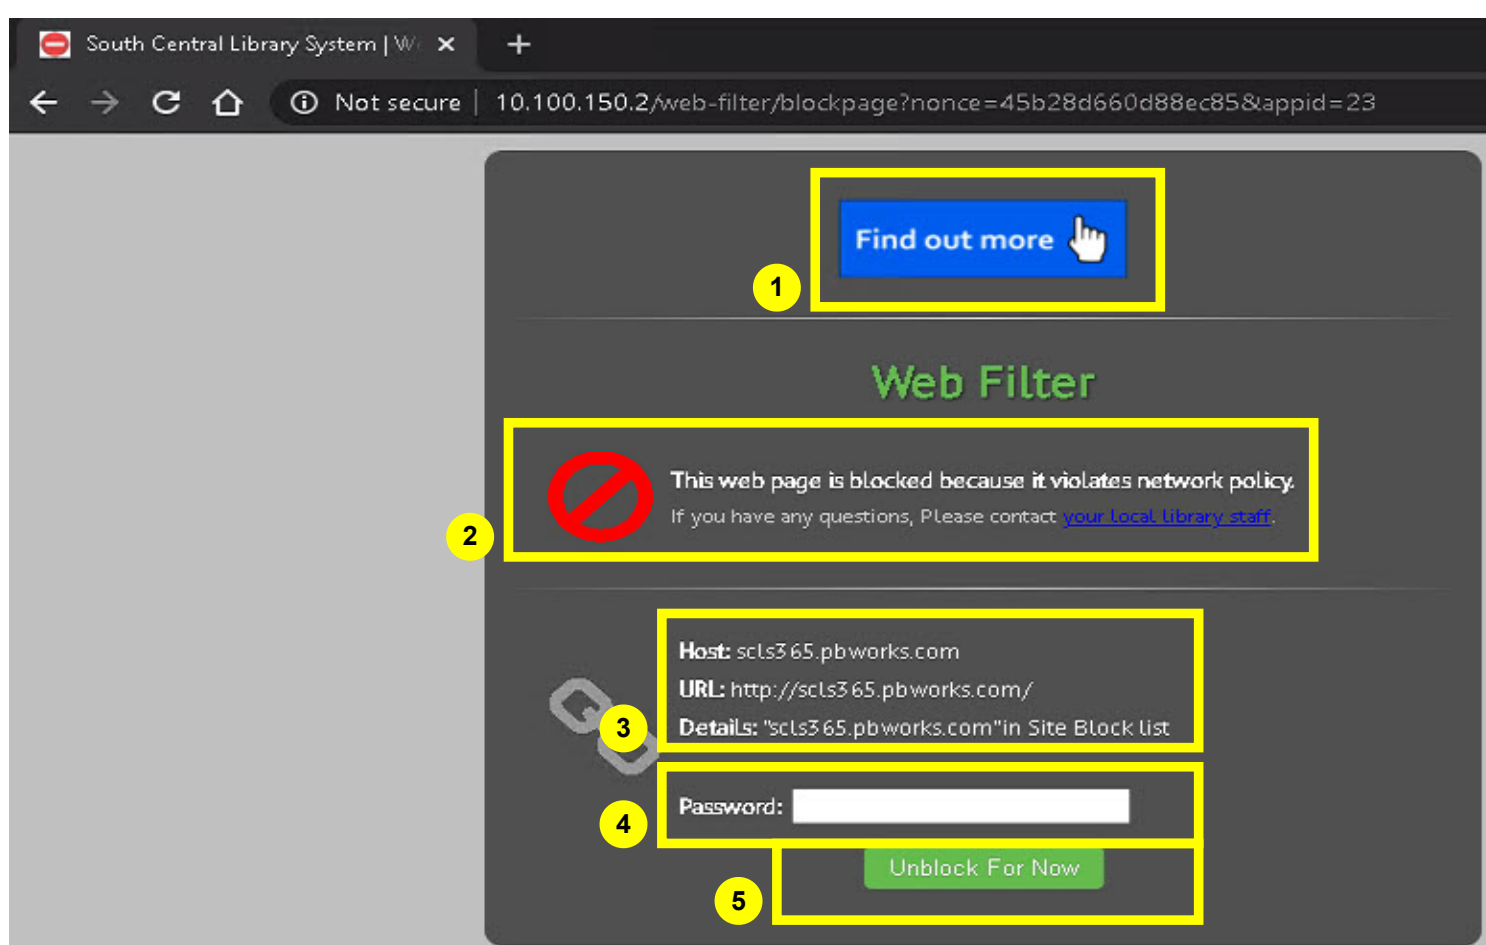 South Central Library System | W
Not secure | 10.100.150.2/web-filter/blockpage?nonce=45b28d660d88ec85&appid=23
Find out more
1
Web Filter
This web page is blocked because it violates network policy.
If you have any questions, Please contact your local library staff.
2
Host: scls365.pbworks.com
URL: http://scls365.pbworks.com/
Details: "scls365.pbworks.com"in Site Block list
3
Password:
4
Unblock For Now
5